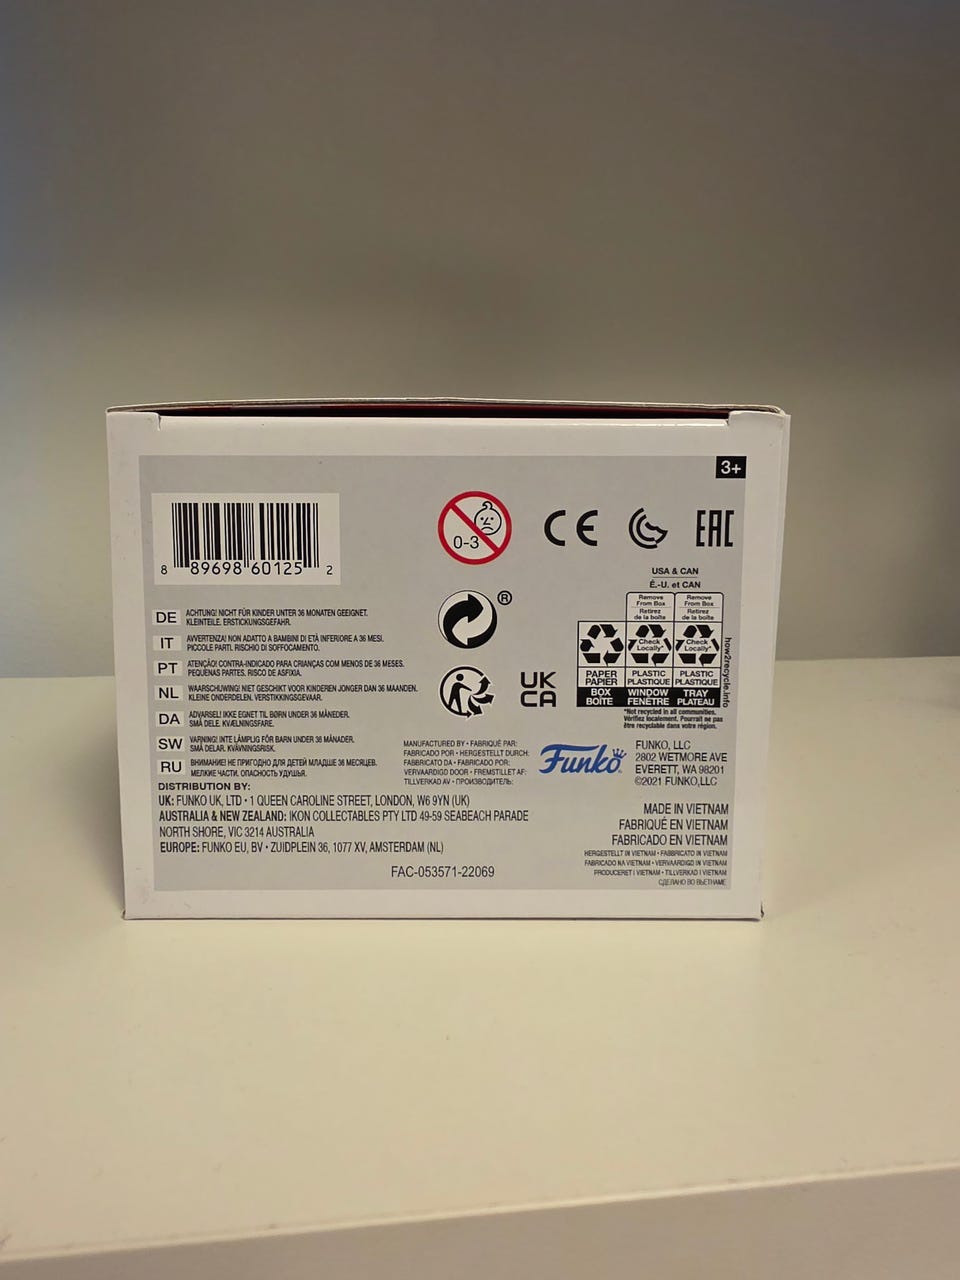 3+
8 89698 60125 2
0-3
CE
EAC
®
UK
CA
USA & CAN
É.-U. et CAN
Remove
From Box
Retirez
de la boîte
Remove
From Box
Retirez
de la boîte
Check
Locally*
Check
Locally*
PAPER
PAPIER
BOX
BOÎTE
PLASTIC
PLASTIQUE
WINDOW
FENÊTRE
PLASTIC
PLASTIQUE
TRAY
PLATEAU
how2recycle.info
*Not recycled in all communities.
Vérifiez localement. Pourrait ne pas
être recyclable dans votre région.
DE ACHTUNG! NICHT FÜR KINDER UNTER 36 MONATEN GEEIGNET.
KLEINTEILE. ERSTICKUNGSGEFAHR.
IT AVVERTENZA! NON ADATTO A BAMBINI DI ETÀ INFERIORE A 36 MESI.
PICCOLE PARTI. RISCHIO DI SOFFOCAMENTO.
PT ATENÇÃO! CONTRA-INDICADO PARA CRIANÇAS COM MENOS DE 36 MESES.
PEQUENAS PARTES. RISCO DE ASFIXIA.
NL WAARSCHUWING! NIET GESCHIKT VOOR KINDEREN JONGER DAN 36 MAANDEN.
KLEINE ONDERDELEN. VERSTIKKINGSGEVAAR.
DA ADVARSEL! IKKE EGNET TIL BØRN UNDER 36 MÅNEDER.
SMÅ DELE. KVÆLNINGSFARE.
SW VARNING! INTE LÄMPLIG FÖR BARN UNDER 36 MÅNADER.
SMÅ DELAR. KVÄVNINGSRISK.
RU ВНИМАНИЕ! НЕ ПРИГОДНО ДЛЯ ДЕТЕЙ МЛАДШЕ 36 МЕСЯЦЕВ.
МЕЛКИЕ ЧАСТИ. ОПАСНОСТЬ УДУШЬЯ.
MANUFACTURED BY • FABRIQUÉ PAR:
FABRICADO POR • HERGESTELLT DURCH:
FABBRICATO DA • FABRICADO POR:
VERVAARDIGD DOOR • FREMSTILLET AF:
TILLVERKAD AV • ПРОИЗВОДИТЕЛЬ:
Funko
FUNKO, LLC
2802 WETMORE AVE
EVERETT, WA 98201
©2021 FUNKO,LLC
DISTRIBUTION BY:
UK: FUNKO UK, LTD • 1 QUEEN CAROLINE STREET, LONDON, W6 9YN (UK)
AUSTRALIA & NEW ZEALAND: IKON COLLECTABLES PTY LTD 49-59 SEABEACH PARADE
NORTH SHORE, VIC 3214 AUSTRALIA
EUROPE: FUNKO EU, BV • ZUIDPLEIN 36, 1077 XV, AMSTERDAM (NL)
FAC-053571-22069
MADE IN VIETNAM
FABRIQUÉ EN VIETNAM
FABRICADO EN VIETNAM
HERGESTELLT IN VIETNAM • FABBRICATO IN VIETNAM
FABRICADO NA VIETNAM • VERVAARDIGD IN VIETNAM
PRODUCERET I VIETNAM • TILLVERKAD I VIETNAM
СДЕЛАНО ВО ВЬЕТНАМЕ